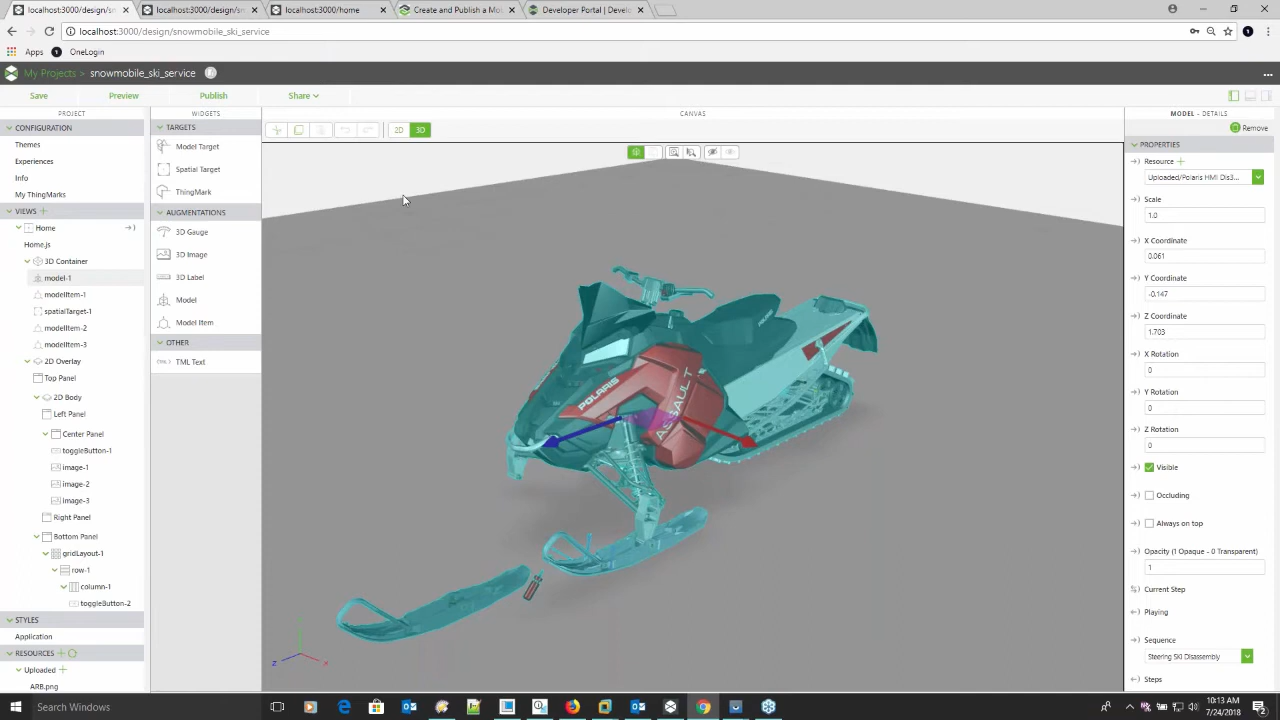 localhost:3000/design/sn
localhost:3000/design/sn
localhost:3000/home
Create and Publish a Mo
Developer Portal | Develo
localhost:3000/design/snowmobile_ski_service
Apps
OneLogin
My Projects > snowmobile_ski_service
Save
Preview
Publish
Share
PROJECT
WIDGETS
CANVAS
MODEL - DETAILS
CONFIGURATION
Themes
Experiences
Info
My ThingMarks
VIEWS
Home
Home.js
3D Container
model-1
modelItem-1
spatialTarget-1
modelItem-2
modelItem-3
2D Overlay
Top Panel
2D Body
Left Panel
Center Panel
toggleButton-1
image-1
image-2
image-3
Right Panel
Bottom Panel
gridLayout-1
row-1
column-1
toggleButton-2
STYLES
Application
RESOURCES
Uploaded
ARB.png
TARGETS
Model Target
Spatial Target
ThingMark
AUGMENTATIONS
3D Gauge
3D Image
3D Label
Model
Model Item
OTHER
TML Text
2D
3D
POLARIS
ASSAULT
Z
X
Remove
PROPERTIES
Resource
Uploaded/Polaris HMI Dis3...
Scale
1.0
X Coordinate
0.061
Y Coordinate
-0.147
Z Coordinate
1.703
X Rotation
0
Y Rotation
0
Z Rotation
0
Visible
Occluding
Always on top
Opacity (1 Opaque - 0 Transparent)
1
Current Step
Playing
Sequence
Steering SKI Disassembly
Steps
Search Windows
10:13 AM
7/24/2018